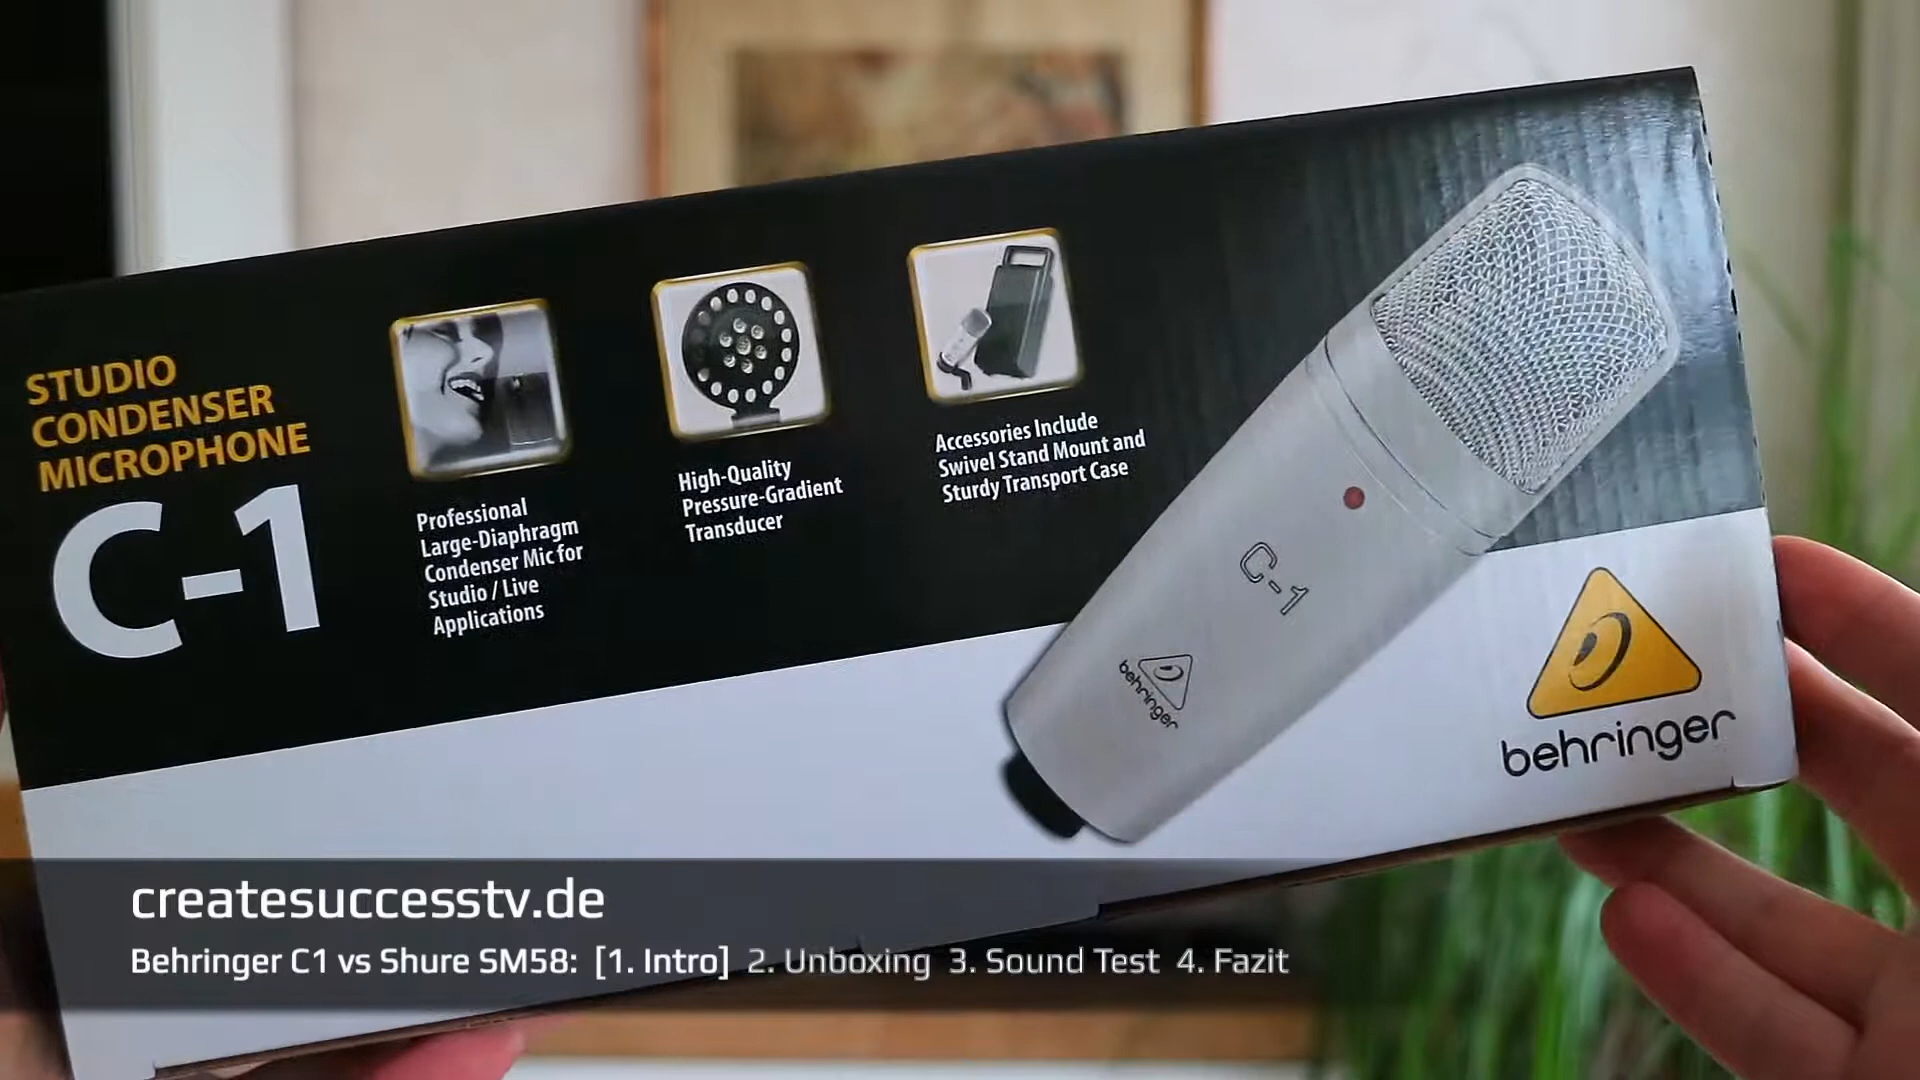 STUDIO
CONDENSER
MICROPHONE
C-1
Professional
Large-Diaphragm
Condenser Mic for
Studio / Live
Applications
High-Quality
Pressure-Gradient
Transducer
Accessories Include
Swivel Stand Mount and
Sturdy Transport Case
C-1
behringer
behringer
createsuccesstv.de
Behringer C1 vs Shure SM58: [1. Intro] 2. Unboxing 3. Sound Test 4. Fazit